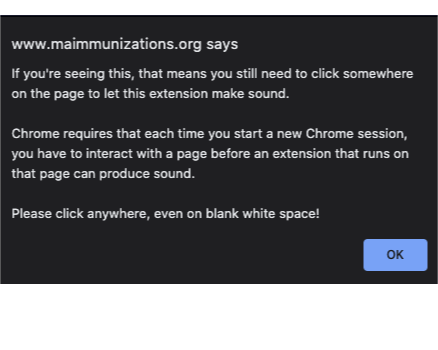 www.maimmunizations.org says
If you're seeing this, that means you still need to click somewhere
on the page to let this extension make sound.
Chrome requires that each time you start a new Chrome session,
you have to interact with a page before an extension that runs on
that page can produce sound.
Please click anywhere, even on blank white space!
OK